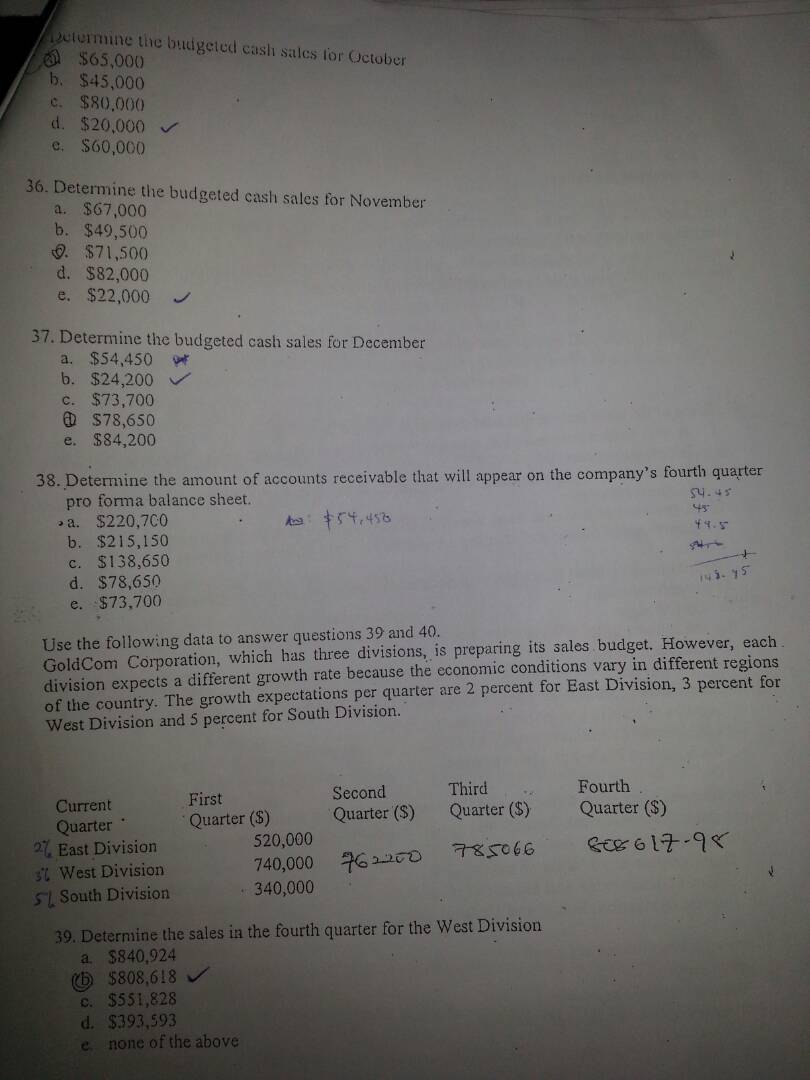 Determine the budgeted cash sales for October
a. $65,000
b. $45,000
c. $80,000
d. $20,000 ✓
e. $60,000
36. Determine the budgeted cash sales for November
a. $67,000
b. $49,500
c. $71,500
d. $82,000
e. $22,000 ✓
37. Determine the budgeted cash sales for December
a. $54,450
b. $24,200 ✓
c. $73,700
d $78,650
e. $84,200
38. Determine the amount of accounts receivable that will appear on the company's fourth quarter
pro forma balance sheet.
54.45
45
a. $220,700
Ans: $54,450
49.5
b. $215,150
c. $138,650
148.95
d. $78,650
e. $73,700
Use the following data to answer questions 39 and 40.
GoldCom Corporation, which has three divisions, is preparing its sales budget. However, each
division expects a different growth rate because the economic conditions vary in different regions
of the country. The growth expectations per quarter are 2 percent for East Division, 3 percent for
West Division and 5 percent for South Division.
Current Quarter
First Quarter ($)
Second Quarter ($)
Third Quarter ($)
Fourth Quarter ($)
2% East Division 520,000
3% West Division 740,000 762200 785066 808617.98
5% South Division 340,000
39. Determine the sales in the fourth quarter for the West Division
a. $840,924
b $808,618 ✓
c. $551,828
d. $393,593
e. none of the above